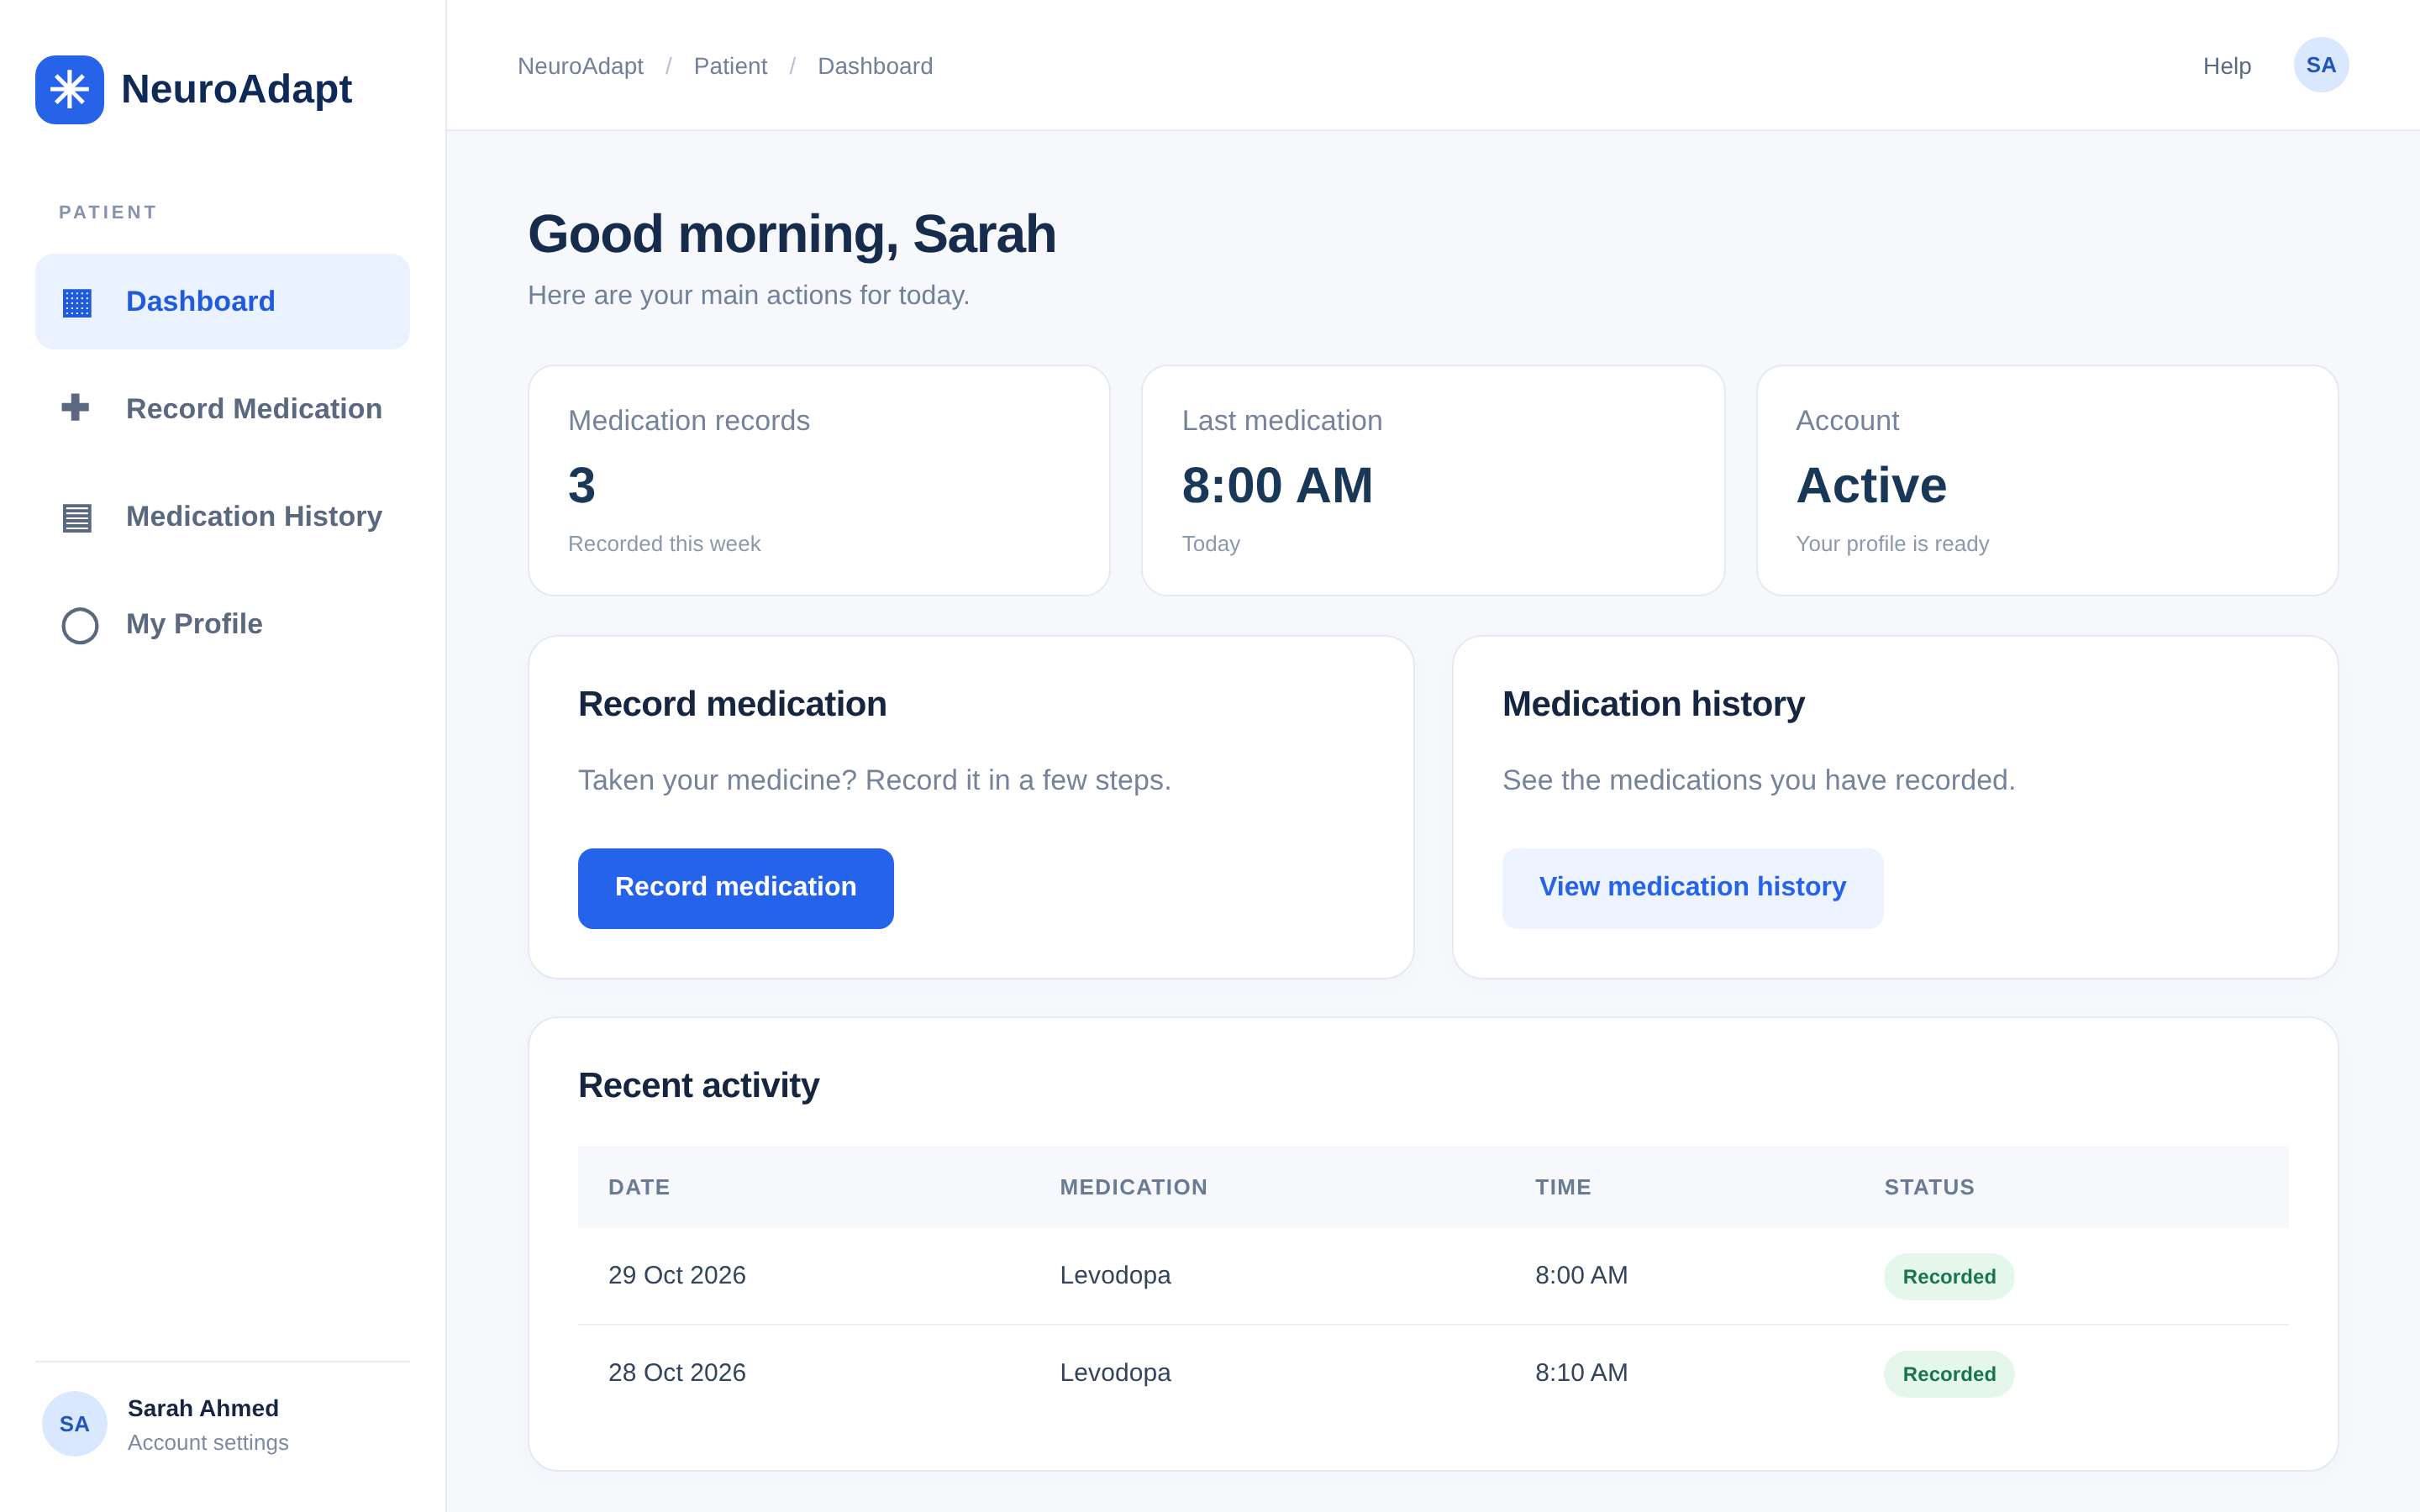 NeuroAdapt
PATIENT
Dashboard
Record Medication
Medication History
My Profile
Sarah Ahmed
SA
Account settings
NeuroAdapt / Patient / Dashboard
Help
SA
Good morning, Sarah
Here are your main actions for today.
Medication records
3
Recorded this week
Last medication
8:00 AM
Today
Account
Active
Your profile is ready
Record medication
Taken your medicine? Record it in a few steps.
Record medication
Medication history
See the medications you have recorded.
View medication history
Recent activity
DATE MEDICATION TIME STATUS
29 Oct 2026 Levodopa 8:00 AM Recorded
28 Oct 2026 Levodopa 8:10 AM Recorded